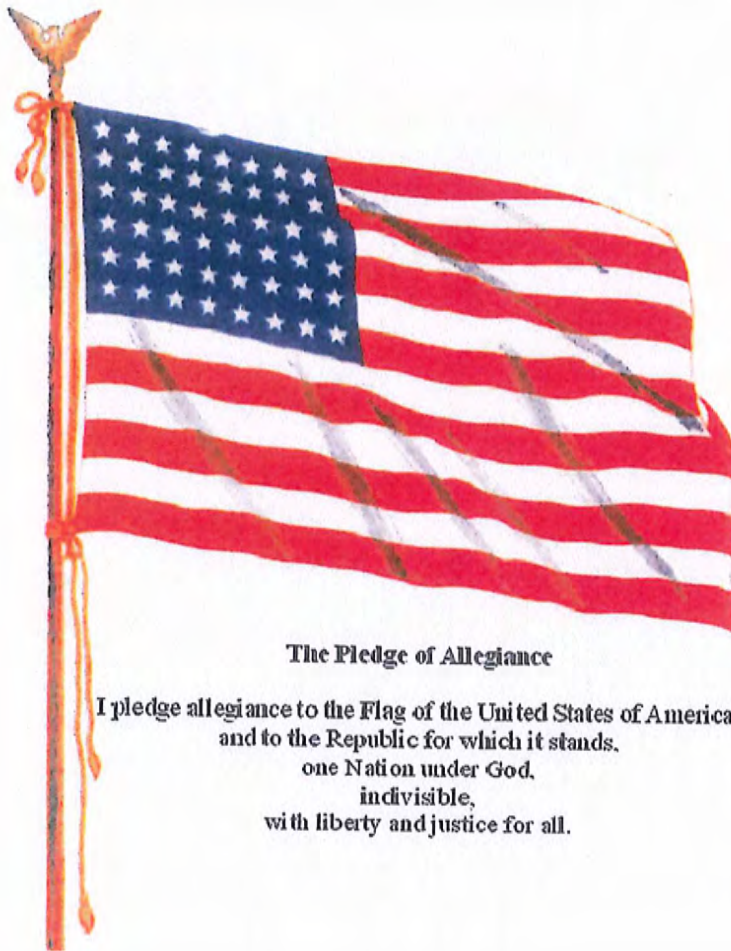 The Pledge of Allegiance
I pledge allegiance to the Flag of the United States of America
and to the Republic for which it stands,
one Nation under God,
indivisible,
with liberty and justice for all.